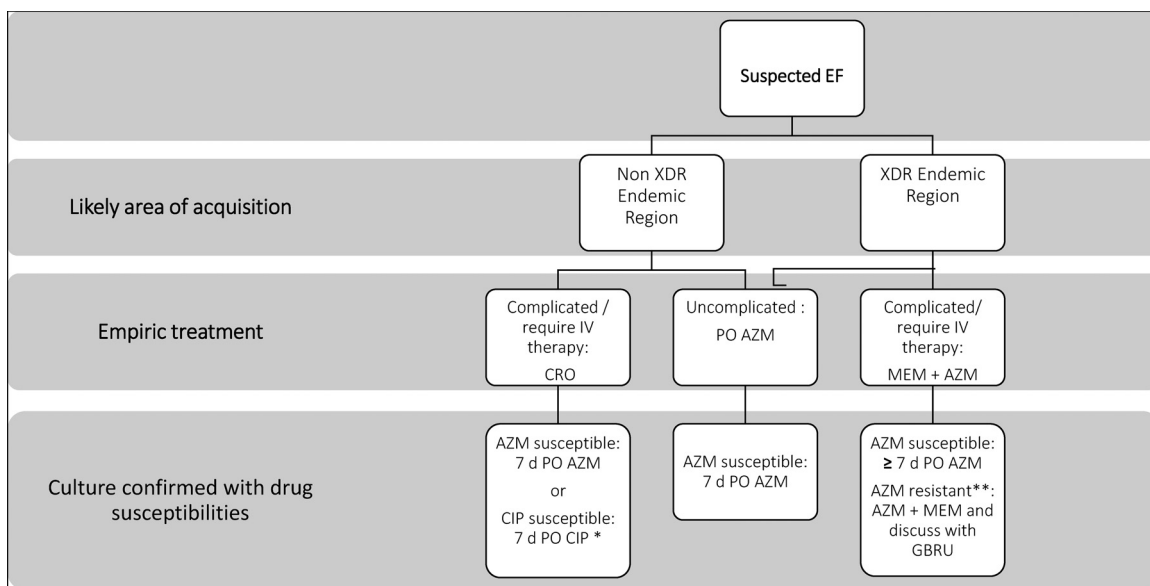 Suspected EF
Likely area of acquisition
Non XDR
Endemic
Region
XDR Endemic
Region
Empiric treatment
Complicated /
require IV
therapy:
CRO
Uncomplicated :
PO AZM
Complicated/
require IV
therapy:
MEM + AZM
Culture confirmed with drug
susceptibilities
AZM susceptible:
7 d PO AZM
or
CIP susceptible:
7 d PO CIP *
AZM susceptible:
7 d PO AZM
AZM susceptible:
≥ 7 d PO AZM
AZM resistant**:
AZM + MEM and
discuss with
GBRU